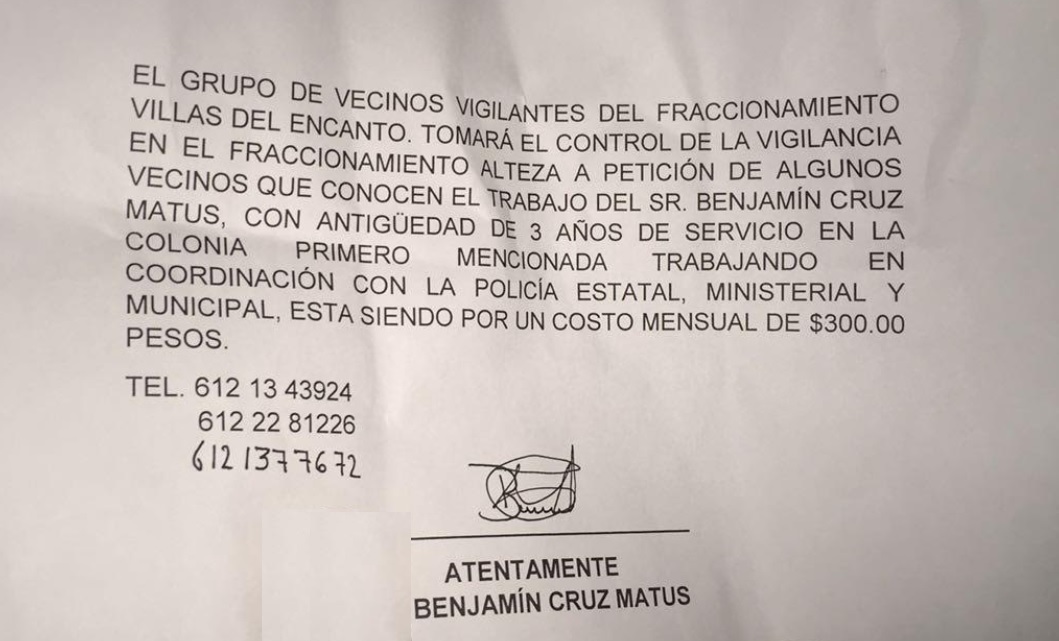 EL GRUPO DE VECINOS VIGILANTES DEL FRACCIONAMIENTO
VILLAS DEL ENCANTO. TOMARÁ EL CONTROL DE LA VIGILANCIA
EN EL FRACCIONAMIENTO ALTEZA A PETICIÓN DE ALGUNOS
VECINOS QUE CONOCEN EL TRABAJO DEL SR. BENJAMÍN CRUZ
MATUS, CON ANTIGÜEDAD DE 3 AÑOS DE SERVICIO EN LA
COLONIA PRIMERO MENCIONADA TRABAJANDO EN
COORDINACIÓN CON LA POLICÍA ESTATAL, MINISTERIAL Y
MUNICIPAL, ESTA SIENDO POR UN COSTO MENSUAL DE $300.00
PESOS.
TEL. 612 13 43924
612 22 81226
612 1377672
ATENTAMENTE
BENJAMÍN CRUZ MATUS